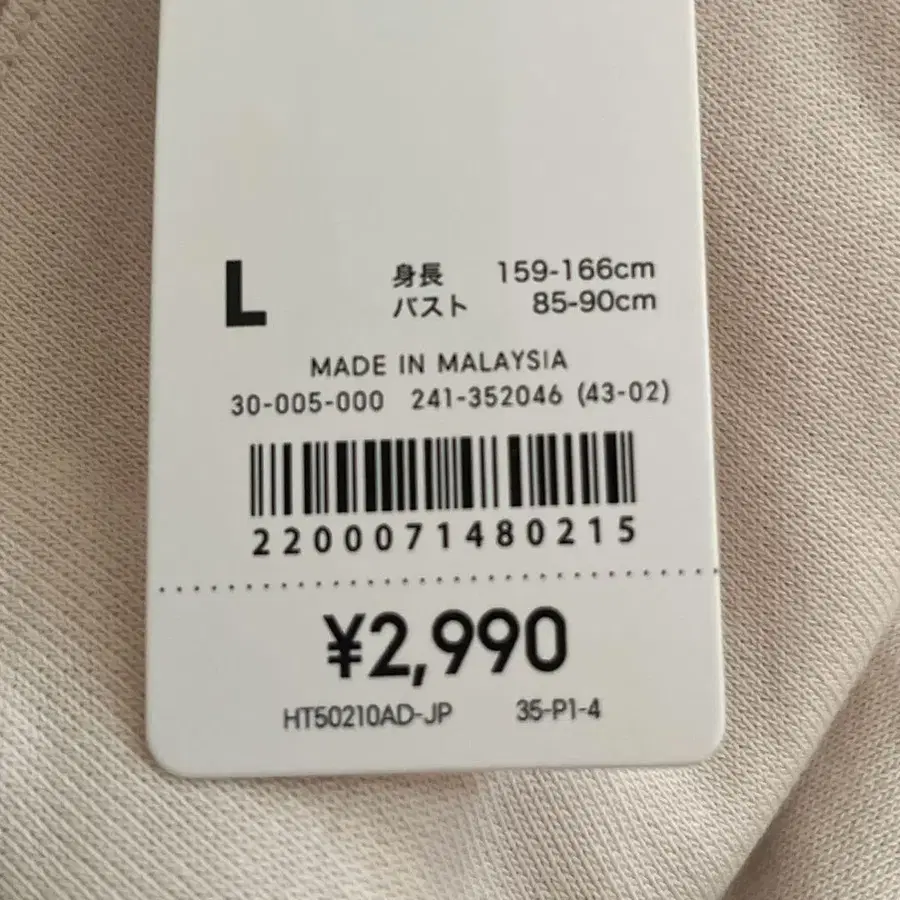 L
身長 159-166cm
バスト 85-90cm
MADE IN MALAYSIA
30-005-000 241-352046 (43-02)
2200071480215
¥2,990
HT50210AD-JP 35-P1-4